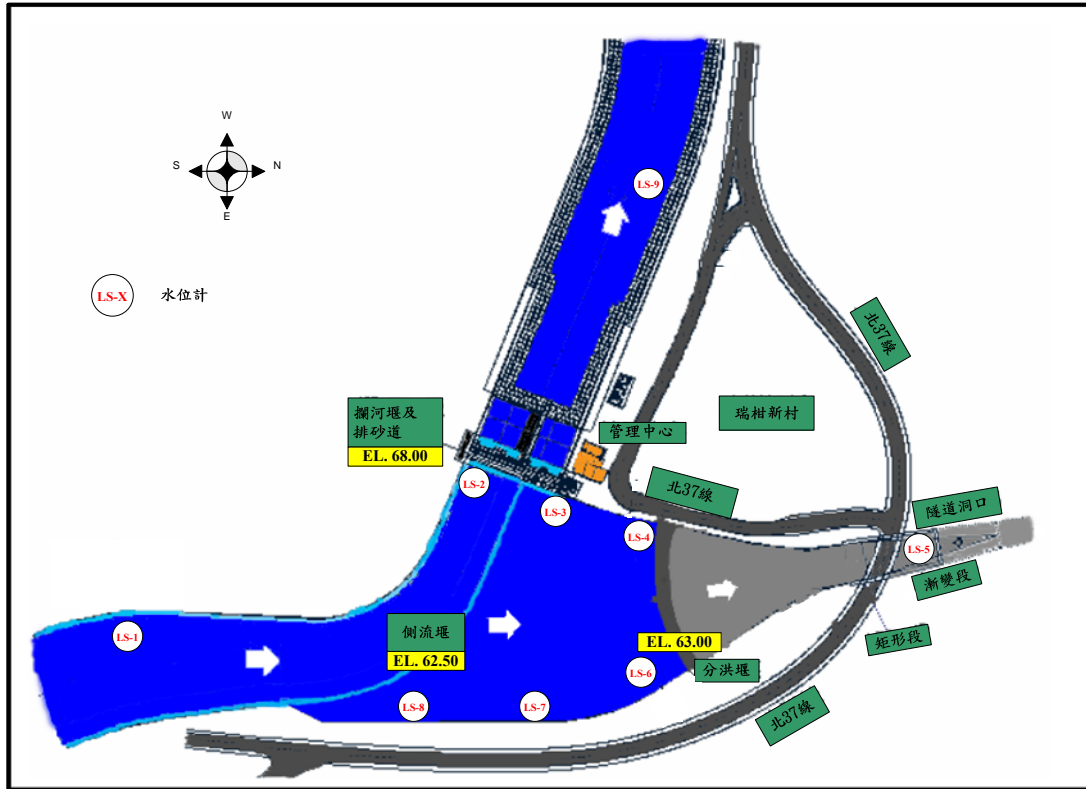 W
S
N
E
LS-X
水位計
LS-9
北37線
攔河堰及
排砂道
EL. 68.00
管理中心
瑞柑新村
LS-2
LS-3
北37線
LS-4
隧道洞口
LS-5
漸變段
LS-1
側流堰
EL. 62.50
EL. 63.00
矩形段
LS-6
分洪堰
LS-8
LS-7
北37線